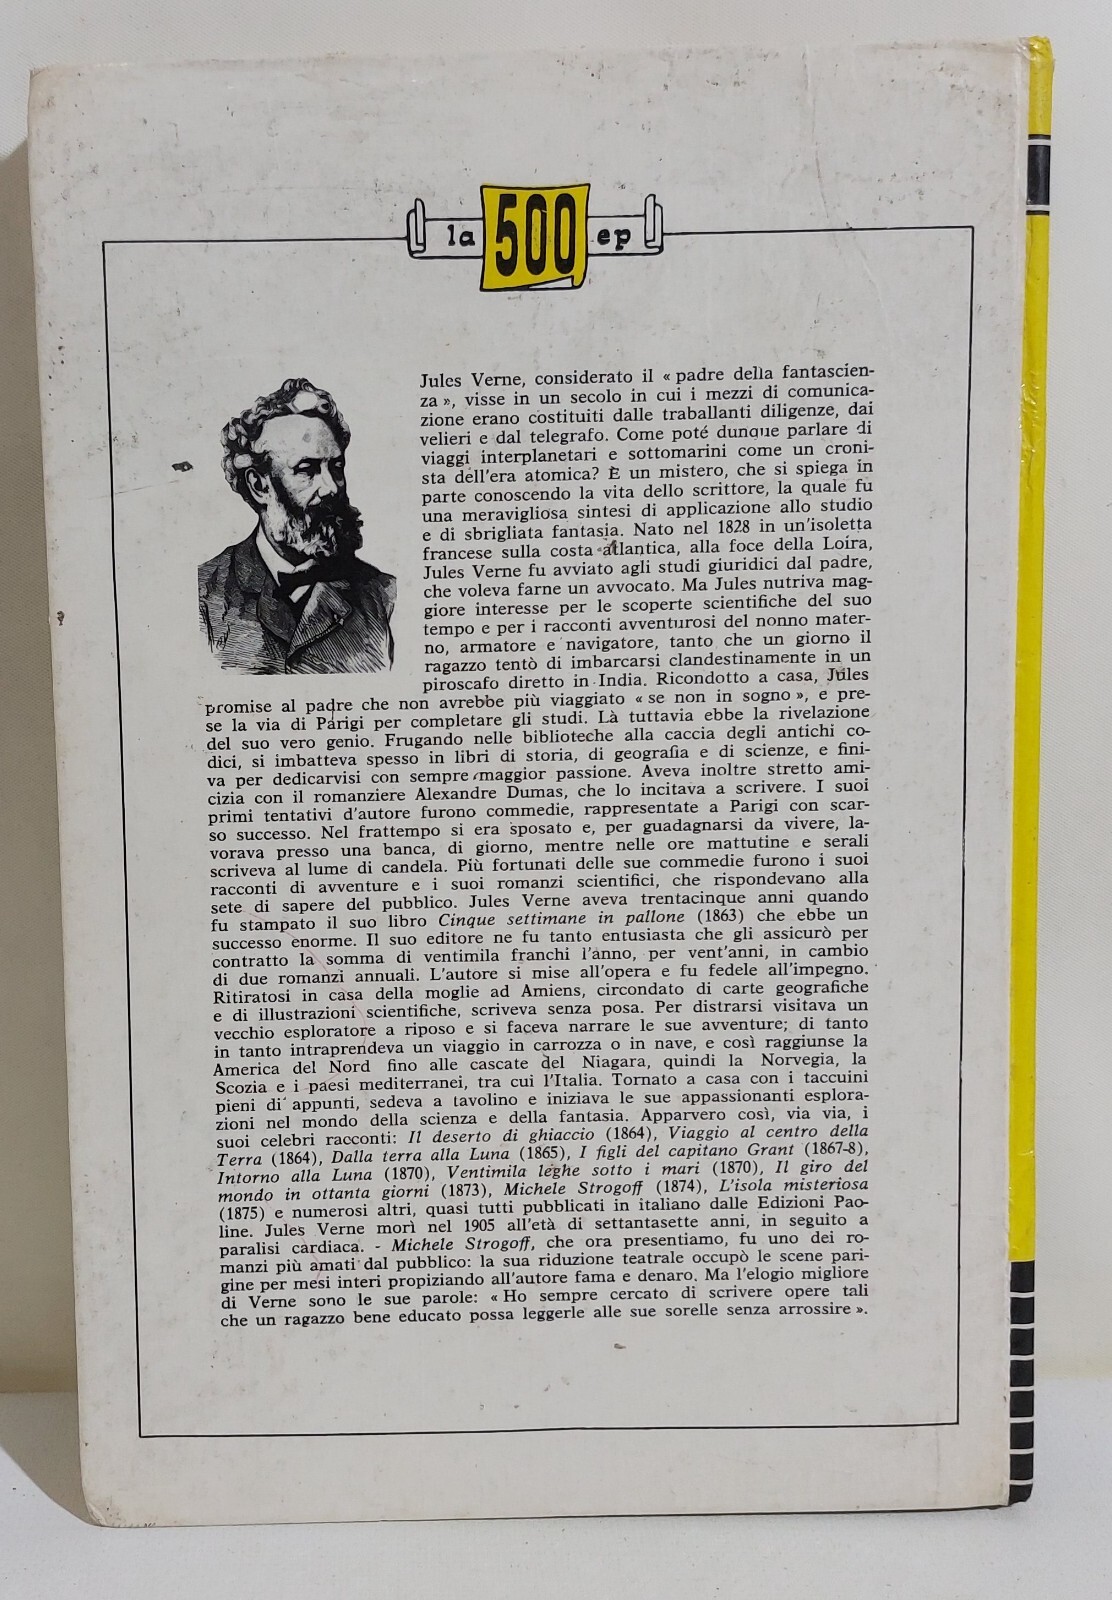 la 500 ep
Jules Verne, considerato il « padre della fantascien-
za », visse in un secolo in cui i mezzi di comunica-
zione erano costituiti dalle traballanti diligenze, dai
velieri e dal telegrafo. Come poté dunque parlare di
viaggi interplanetari e sottomarini come un croni-
sta dell'era atomica? È un mistero, che si spiega in
parte conoscendo la vita dello scrittore, la quale fu
una meravigliosa sintesi di applicazione allo studio
e di sbrigliata fantasia. Nato nel 1828 in un'isoletta
francese sulla costa atlantica, alla foce della Loira,
Jules Verne fu avviato agli studi giuridici dal padre,
che voleva farne un avvocato. Ma Jules nutriva mag-
giore interesse per le scoperte scientifiche del suo
tempo e per i racconti avventurosi del nonno mater-
no, armatore e navigatore, tanto che un giorno il
ragazzo tentò di imbarcarsi clandestinamente in un
piroscafo diretto in India. Ricondotto a casa, Jules
promise al padre che non avrebbe più viaggiato « se non in sogno », e pre-
se la via di Parigi per completare gli studi. Là tuttavia ebbe la rivelazione
del suo vero genio. Frugando nelle biblioteche alla caccia degli antichi co-
dici, si imbatteva spesso in libri di storia, di geografia e di scienze, e fini-
va per dedicarvisi con sempre maggior passione. Aveva inoltre stretto ami-
cizia con il romanziere Alexandre Dumas, che lo incitava a scrivere. I suoi
primi tentativi d'autore furono commedie, rappresentate a Parigi con scar-
so successo. Nel frattempo si era sposato e, per guadagnarsi da vivere, la-
vorava presso una banca, di giorno, mentre nelle ore mattutine e serali
scriveva al lume di candela. Più fortunati delle sue commedie furono i suoi
racconti di avventure e i suoi romanzi scientifici, che rispondevano alla
sete di sapere del pubblico. Jules Verne aveva trentacinque anni quando
fu stampato il suo libro Cinque settimane in pallone (1863) che ebbe un
successo enorme. Il suo editore ne fu tanto entusiasta che gli assicurò per
contratto la somma di ventimila franchi l'anno, per vent'anni, in cambio
di due romanzi annuali. L'autore si mise all'opera e fu fedele all'impegno.
Ritiratosi in casa della moglie ad Amiens, circondato di carte geografiche
e di illustrazioni scientifiche, scriveva senza posa. Per distrarsi visitava un
vecchio esploratore a riposo e si faceva narrare le sue avventure; di tanto
in tanto intraprendeva un viaggio in carrozza o in nave, e così raggiunse la
America del Nord fino alle cascate del Niagara, quindi la Norvegia, la
Scozia e i paesi mediterranei, tra cui l'Italia. Tornato a casa con i taccuini
pieni di appunti, sedeva a tavolino e iniziava le sue appassionanti esplora-
zioni nel mondo della scienza e della fantasia. Apparvero così, via via, i
suoi celebri racconti: Il deserto di ghiaccio (1864), Viaggio al centro della
Terra (1864), Dalla terra alla Luna (1865), I figli del capitano Grant (1867-8),
Intorno alla Luna (1870), Ventimila leghe sotto i mari (1870), Il giro del
mondo in ottanta giorni (1873), Michele Strogoff (1874), L'isola misteriosa
(1875) e numerosi altri, quasi tutti pubblicati in italiano dalle Edizioni Pao-
line. Jules Verne morì nel 1905 all'età di settantasette anni, in seguito a
paralisi cardiaca. - Michele Strogoff, che ora presentiamo, fu uno dei ro-
manzi più amati dal pubblico: la sua riduzione teatrale occupò le scene pari-
gine per mesi interi propiziando all'autore fama e denaro. Ma l'elogio migliore
di Verne sono le sue parole: « Ho sempre cercato di scrivere opere tali
che un ragazzo bene educato possa leggerle alle sue sorelle senza arrossire ».